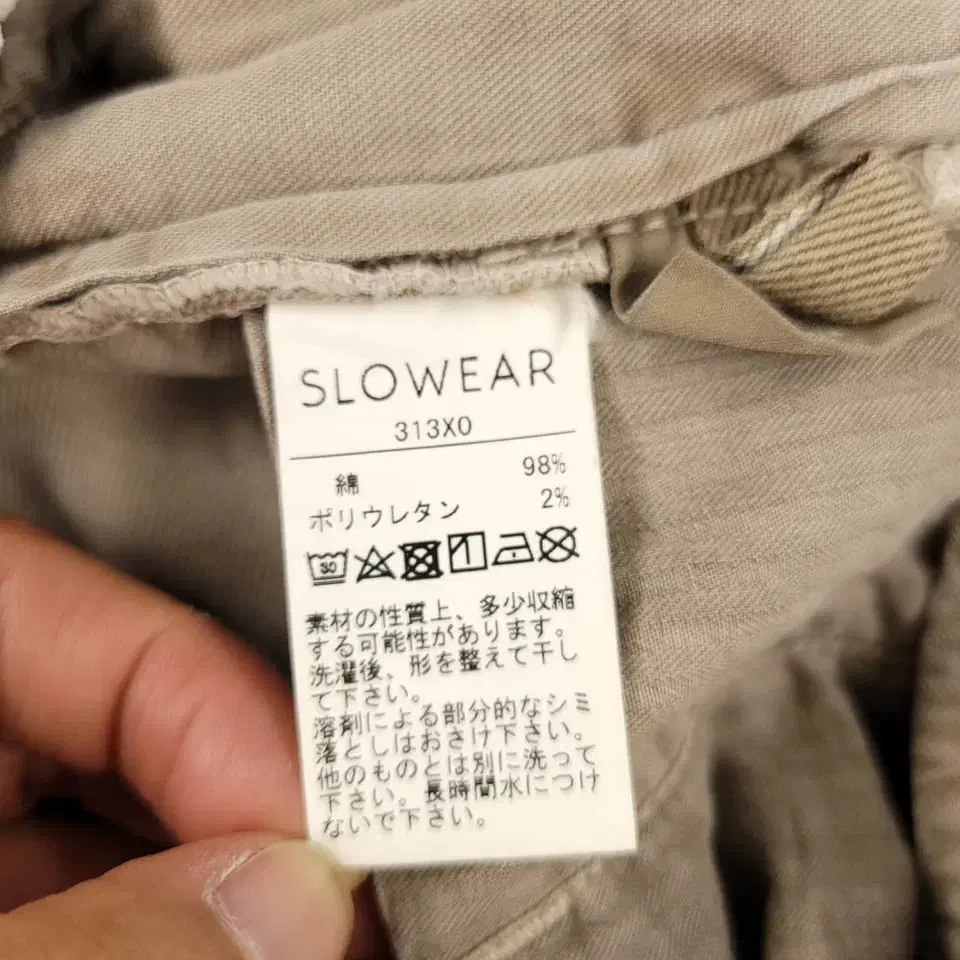 SLOWEAR
313X0
綿 98%
ポリウレタン 2%
30
素材の性質上、多少収縮
する可能性があります。
洗濯後、形を整えて干し
て下さい。
溶剤による部分的なシミ
落としはおさけ下さい。
他のものとは別に洗って
下さい。長時間水につけ
ないで下さい。